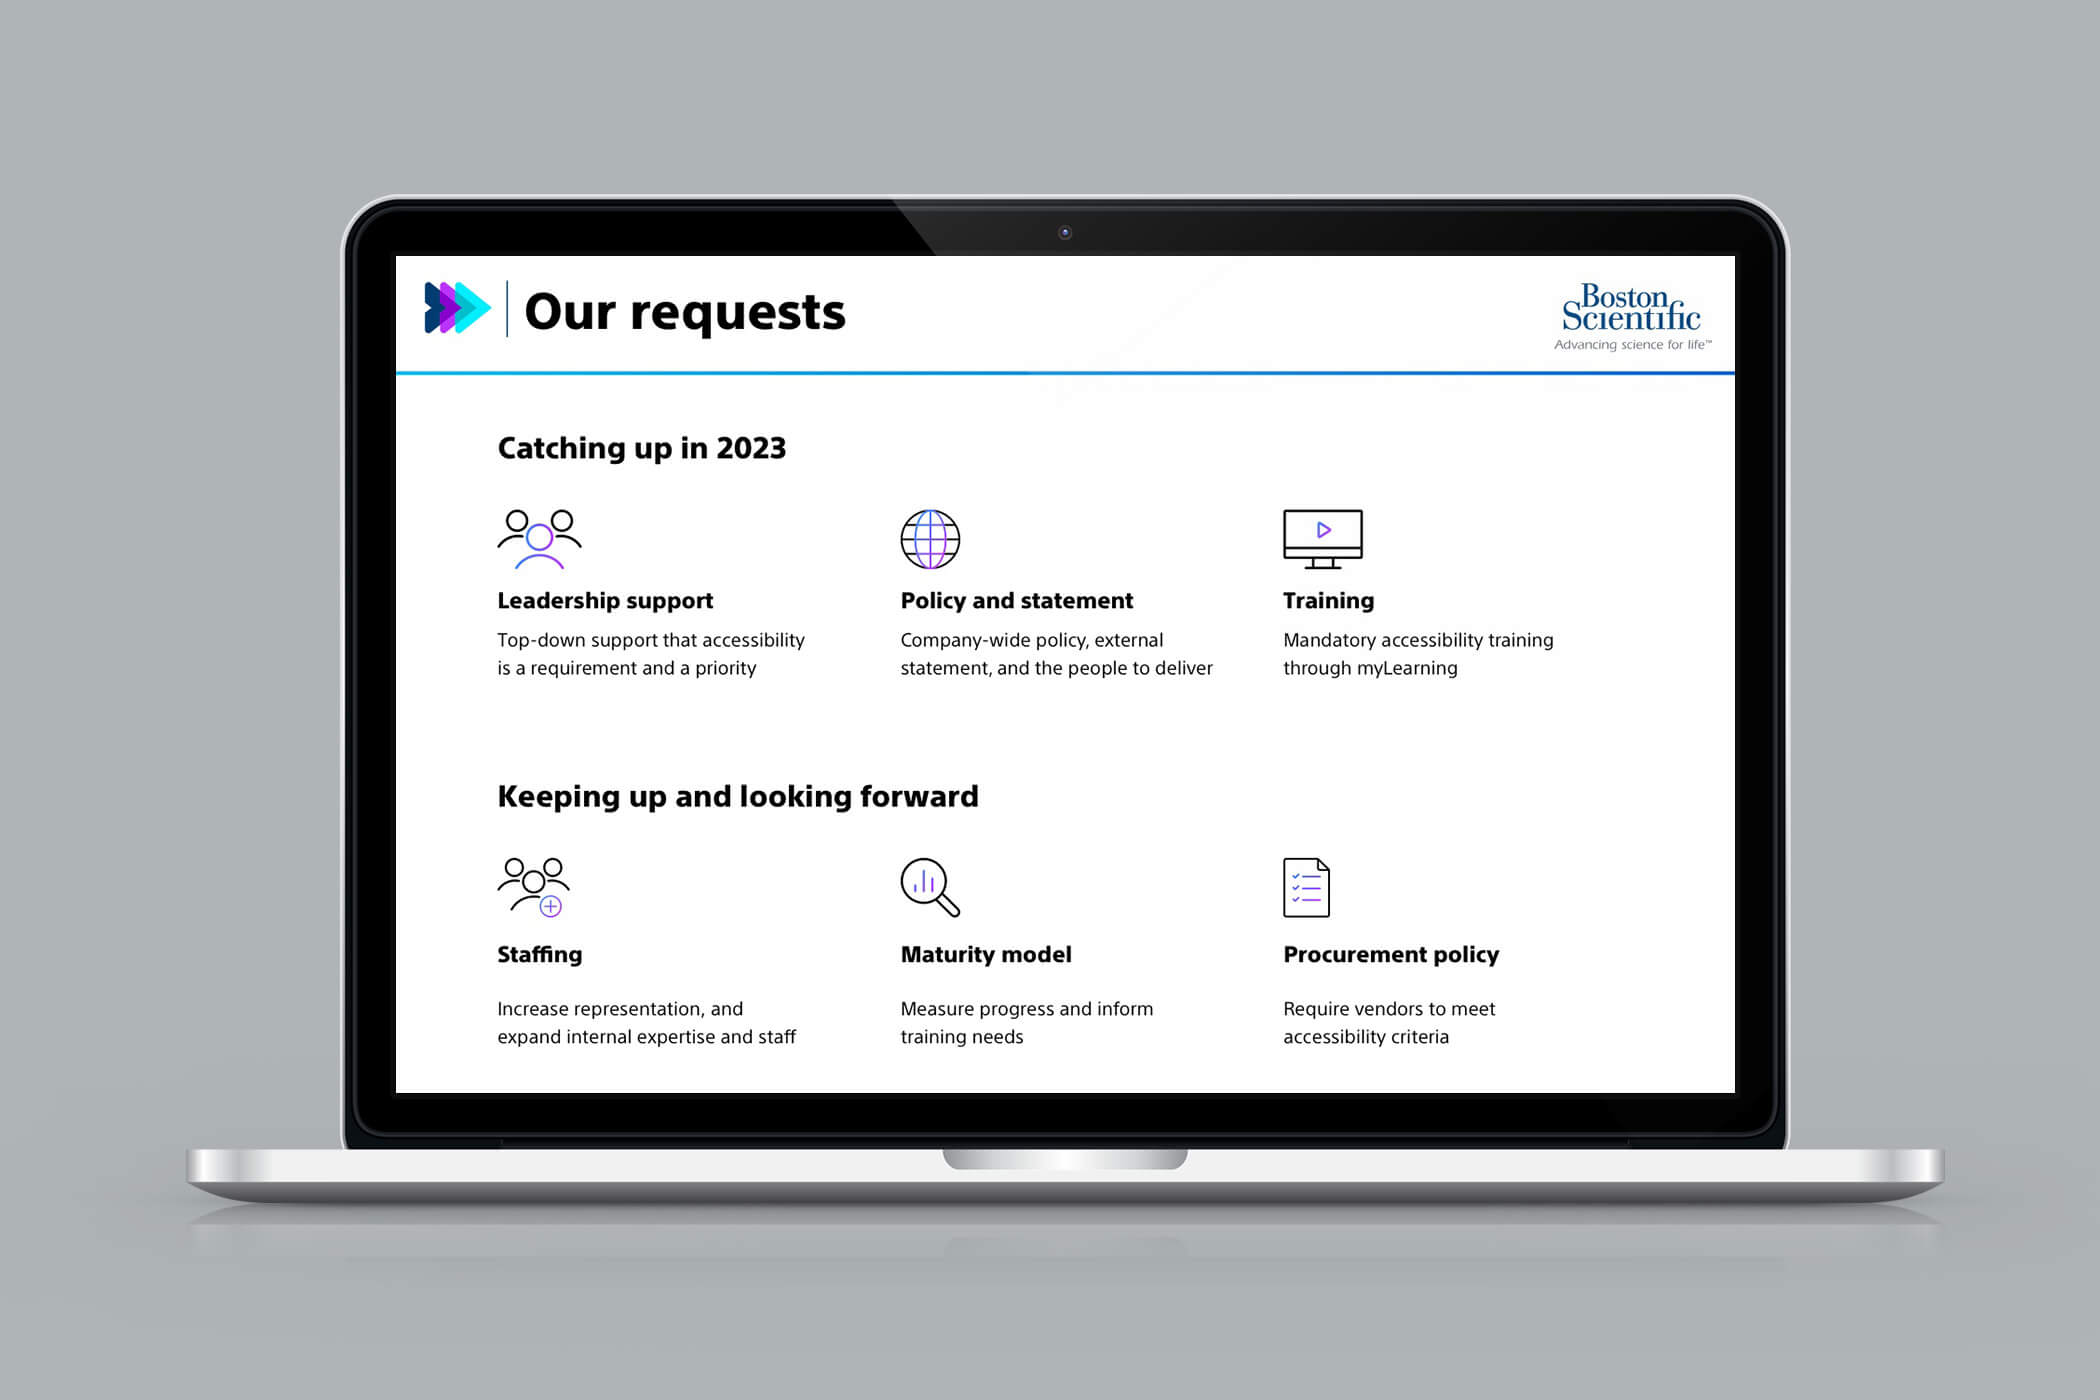 Our requests
Boston
Scientific
Advancing science for life™
Catching up in 2023
Leadership support
Top-down support that accessibility
is a requirement and a priority
Policy and statement
Company-wide policy, external
statement, and the people to deliver
Training
Mandatory accessibility training
through myLearning
Keeping up and looking forward
Staffing
Increase representation, and
expand internal expertise and staff
Maturity model
Measure progress and inform
training needs
Procurement policy
Require vendors to meet
accessibility criteria